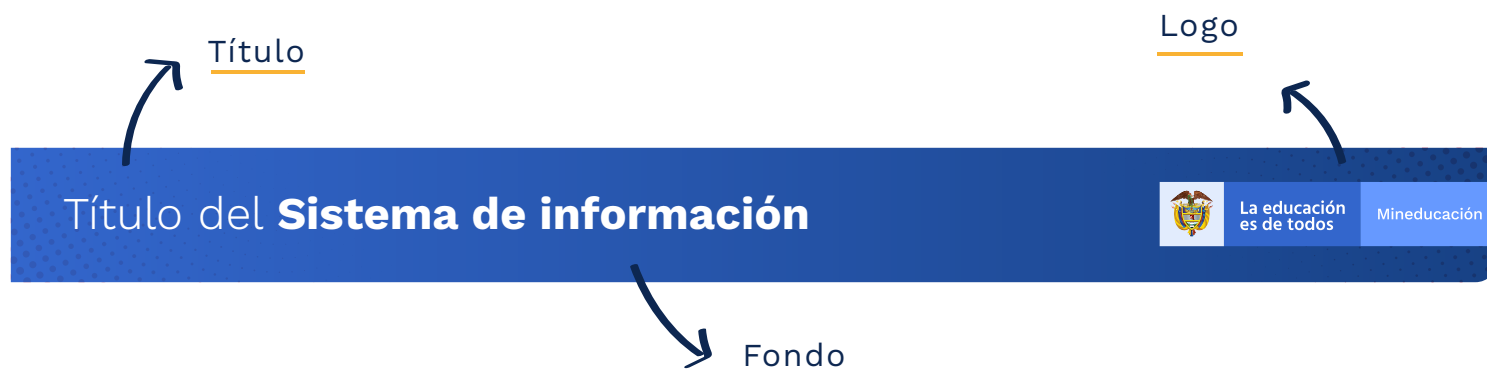 Logo
Título
Título del Sistema de información
La educación
es de todos
Mineducación
Fondo